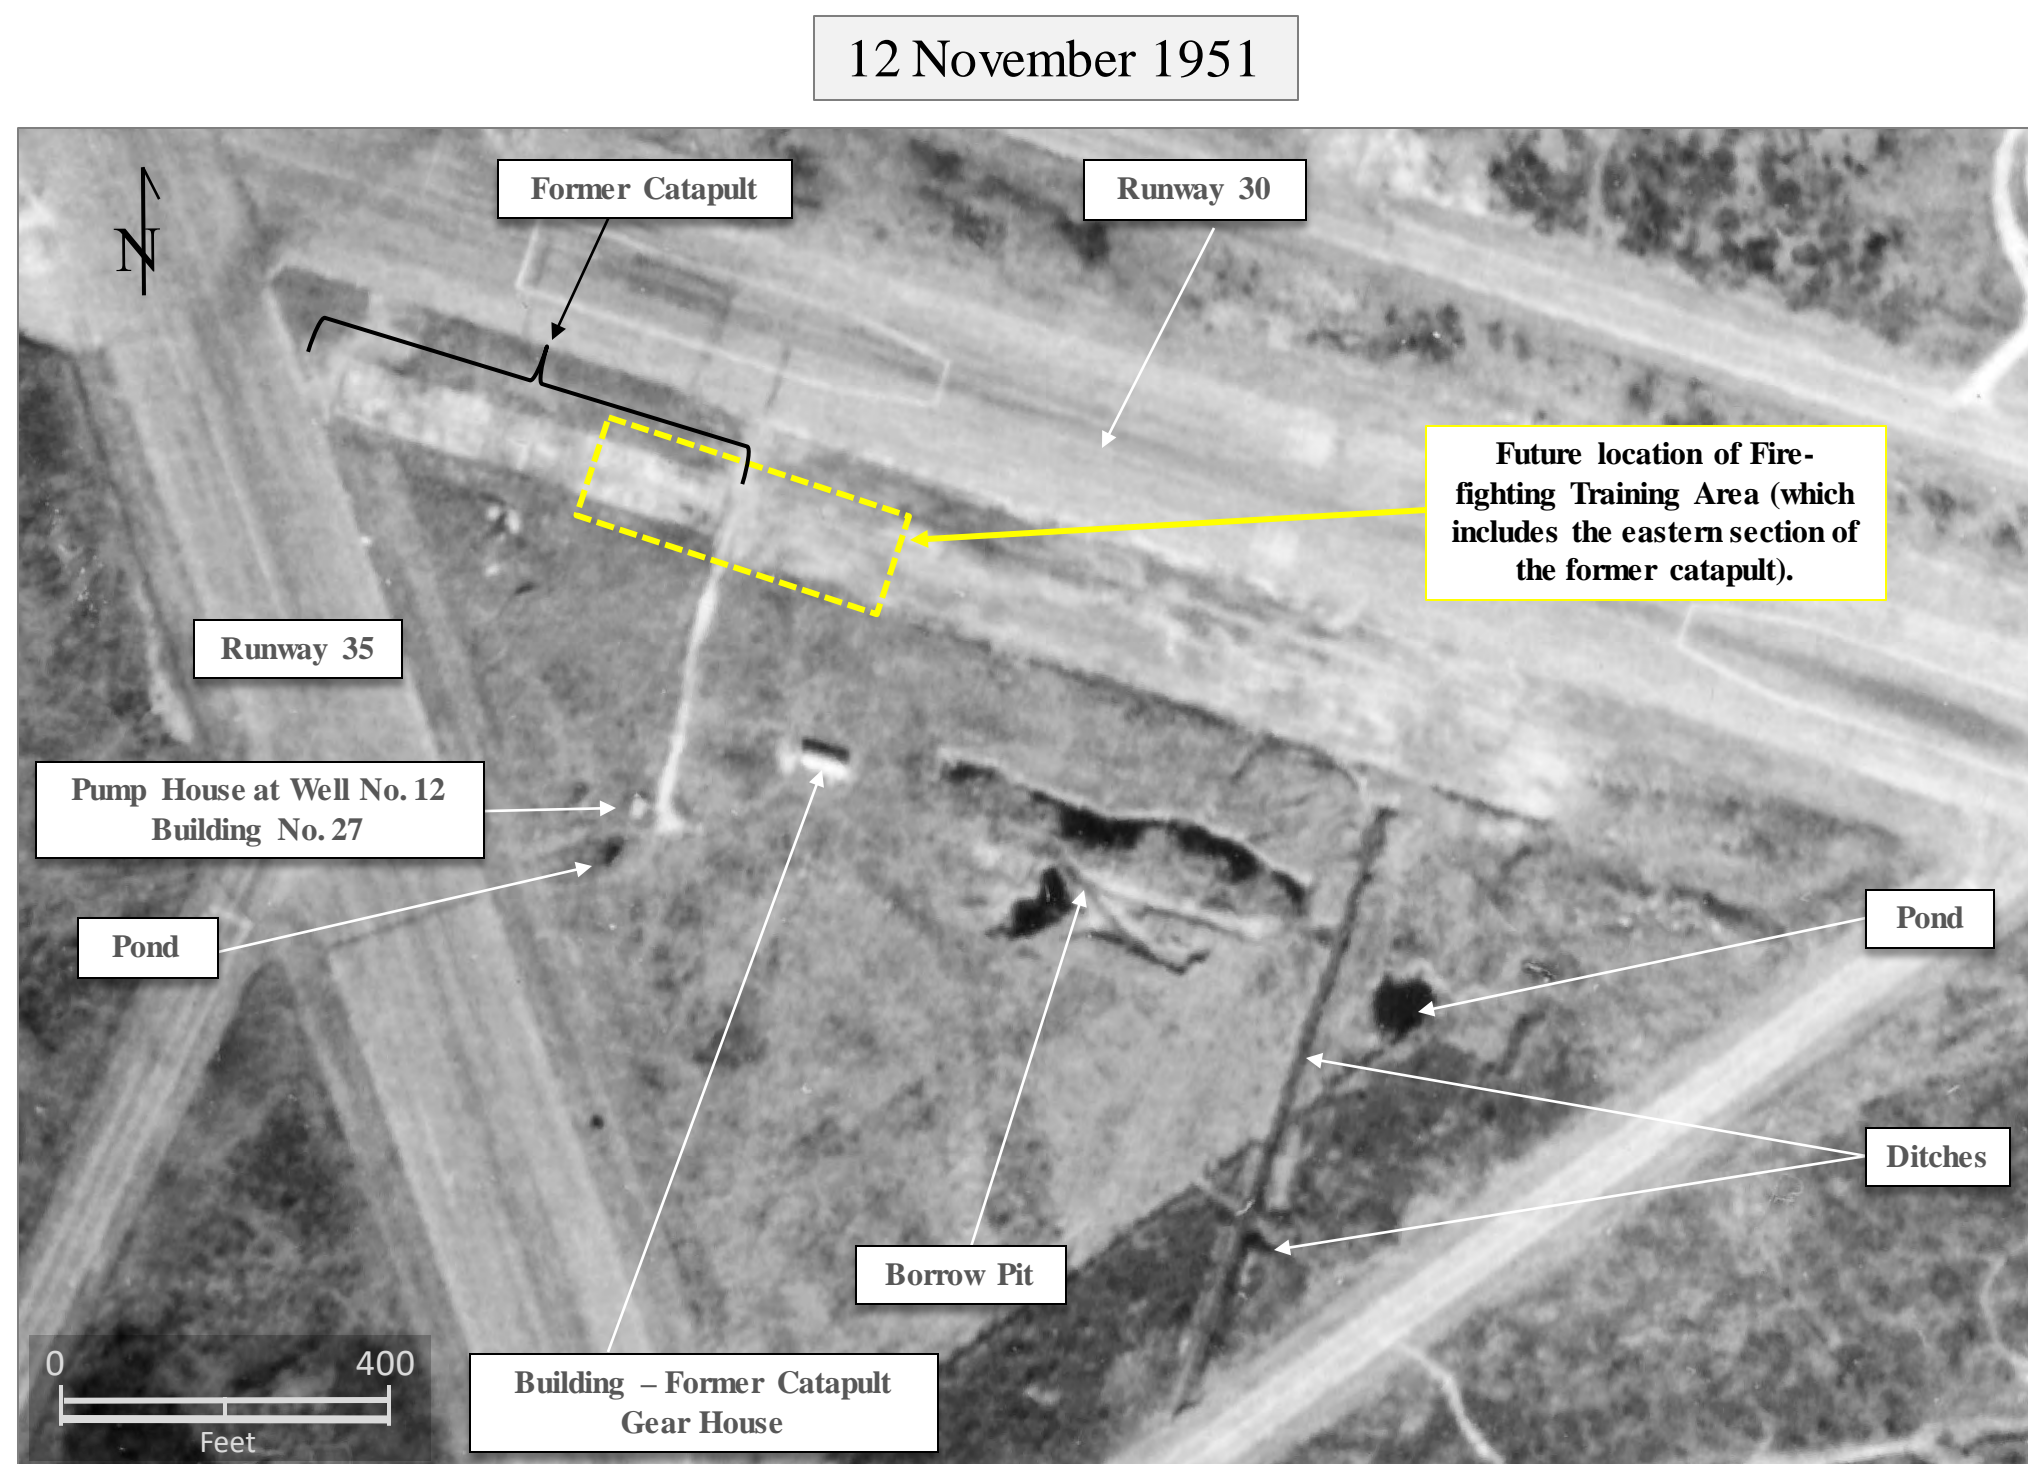 12 November 1951
N
Former Catapult
Runway 30
Future location of Fire-
fighting Training Area (which
includes the eastern section of
the former catapult).
Runway 35
Pump House at Well No. 12
Building No. 27
Pond
Pond
Ditches
Borrow Pit
Building – Former Catapult
Gear House
0 400
Feet